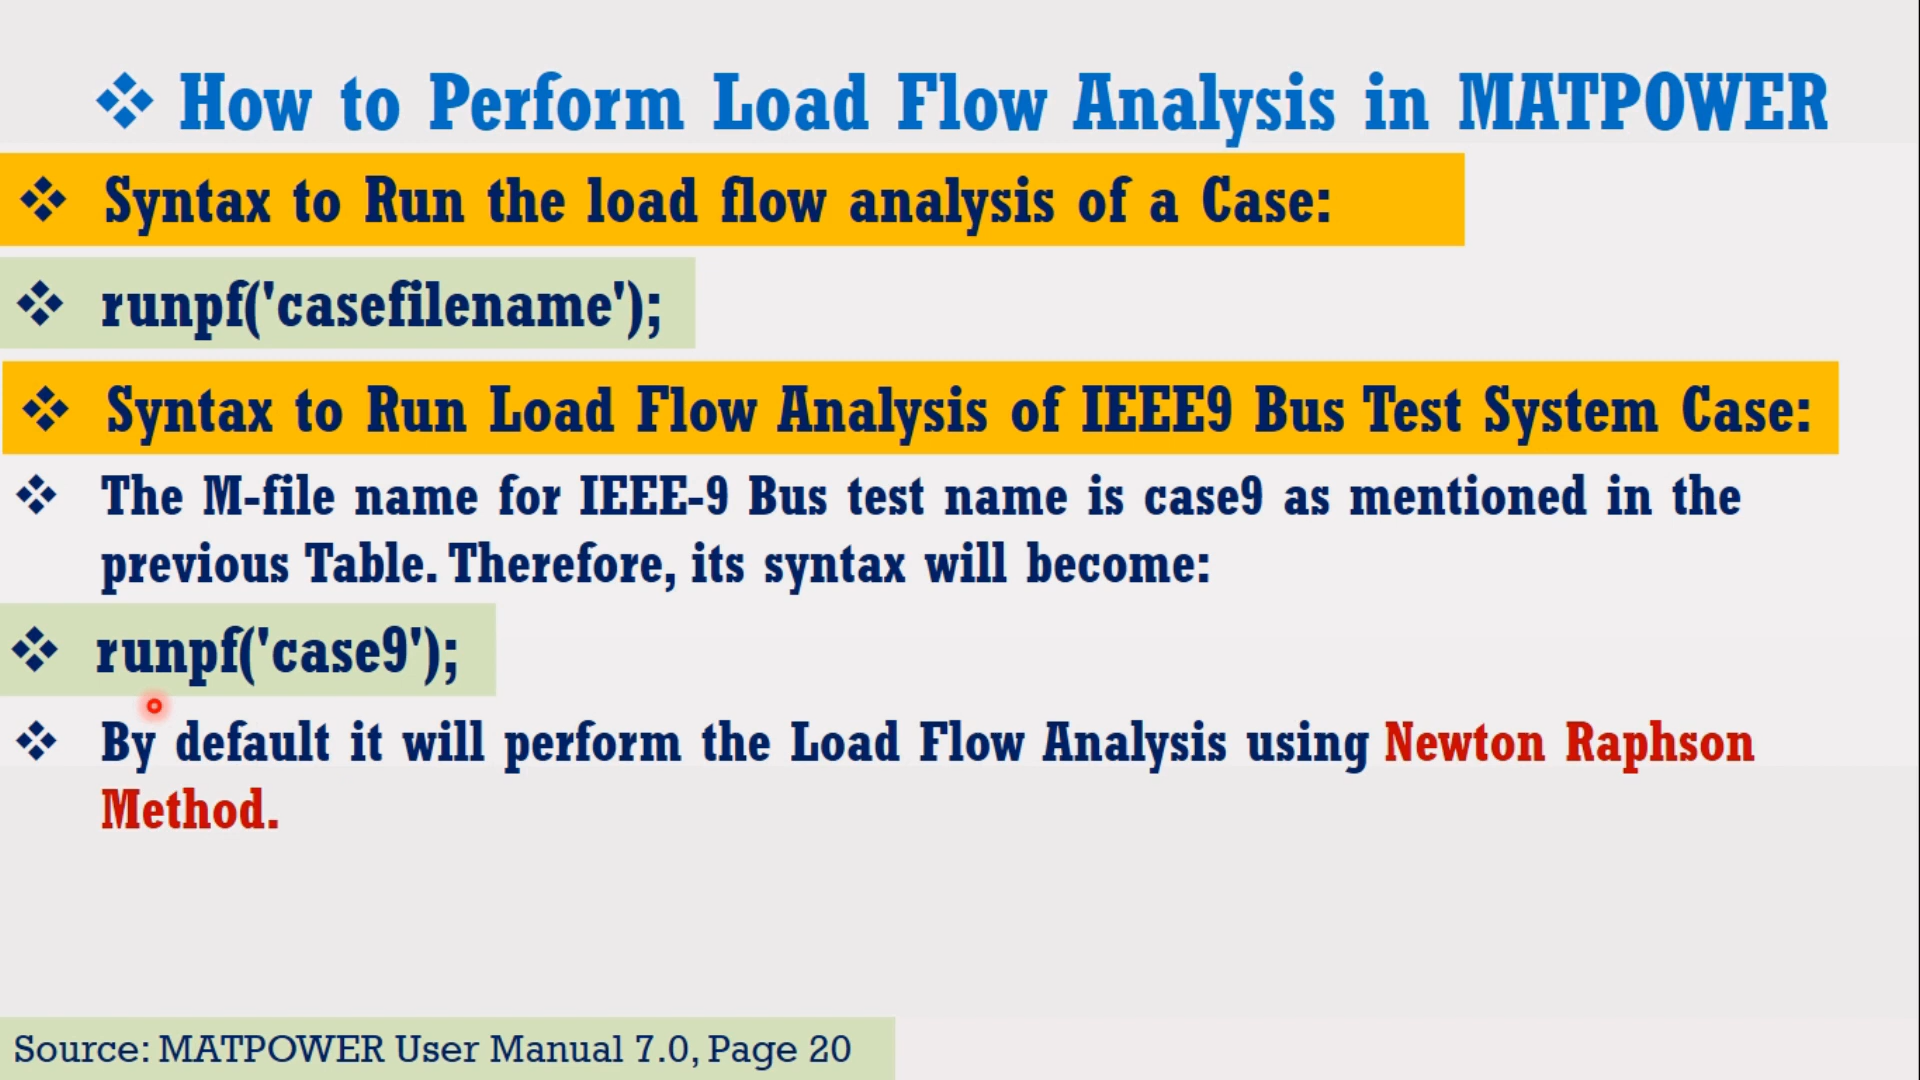 ❖ How to Perform Load Flow Analysis in MATPOWER
❖ Syntax to Run the load flow analysis of a Case:
❖ runpf('casefilename');
❖ Syntax to Run Load Flow Analysis of IEEE9 Bus Test System Case:
❖ The M-file name for IEEE-9 Bus test name is case9 as mentioned in the
previous Table. Therefore, its syntax will become:
❖ runpf('case9');
❖ By default it will perform the Load Flow Analysis using Newton Raphson
Method.
Source: MATPOWER User Manual 7.0, Page 20